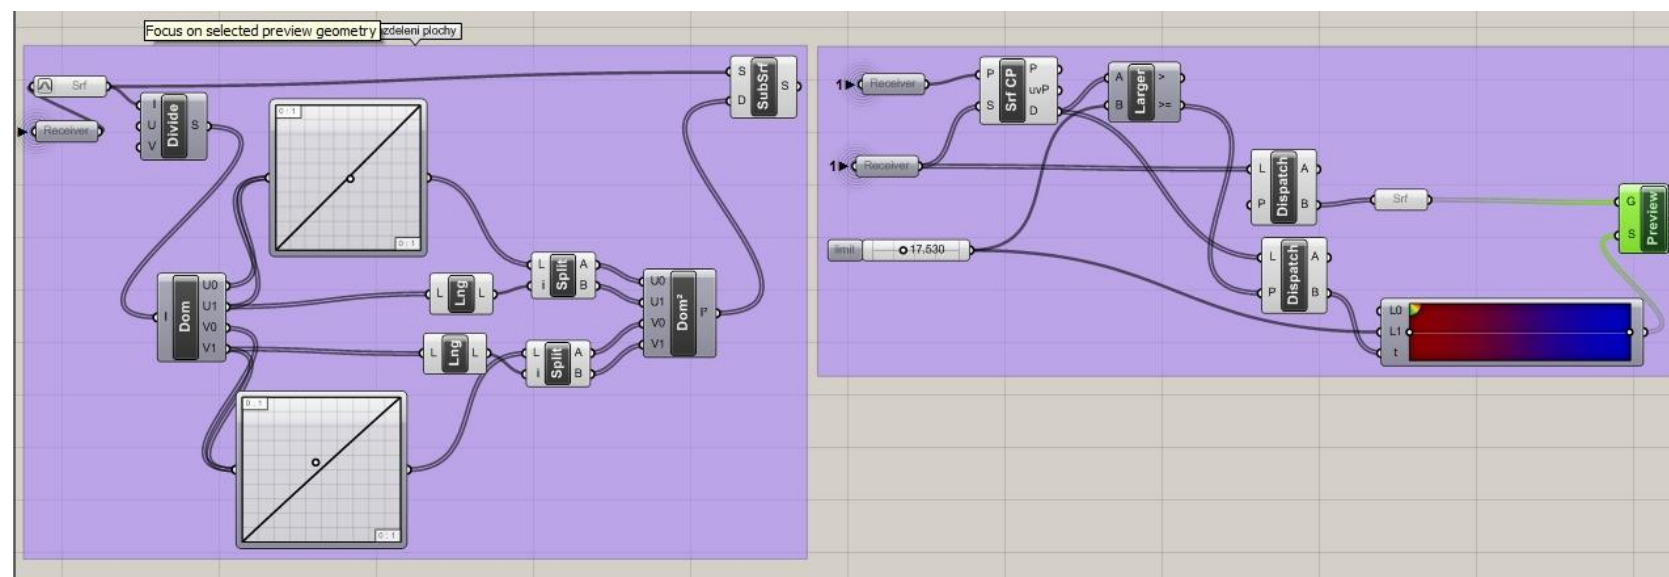 Focus on selected preview geometry
zdeleni plochy
Srf
Receiver
I
U
V
Divide
S
0 : 1
0 : 1
S
D
SubSrf
S
I
Dom
U0
U1
V0
V1
L
Lng
L
L
Lng
L
L
i
Split
A
B
L
i
Split
A
B
U0
U1
V0
V1
Dom²
I²
0 : 1
0 : 1
1
Receiver
1
Receiver
P
S
Srf CP
P
uvP
D
A
B
Larger
>
>=
limit
17.530
L
P
Dispatch
A
B
L
P
Dispatch
A
B
Srf
G
S
Preview
L0
L1
t